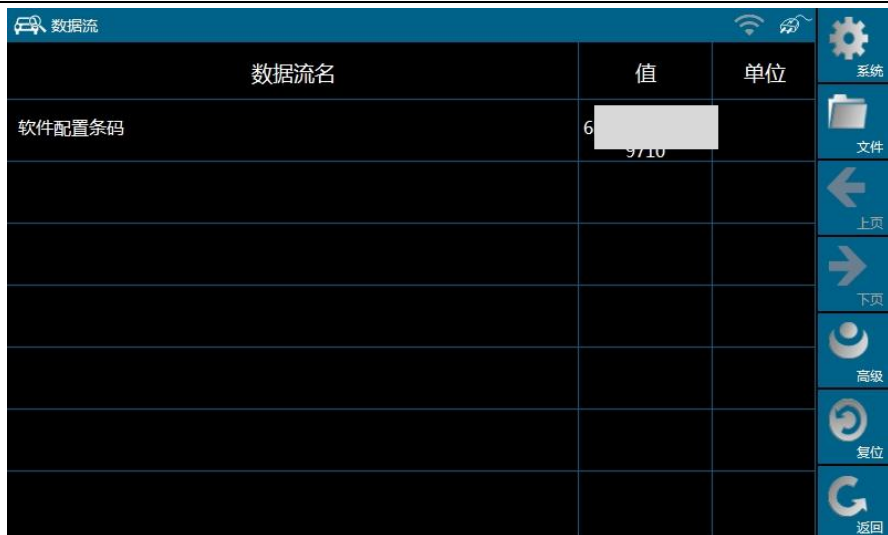 数据流
数据流名 值 单位
软件配置条码 6
9710
系统
文件
上页
下页
高级
复位
返回